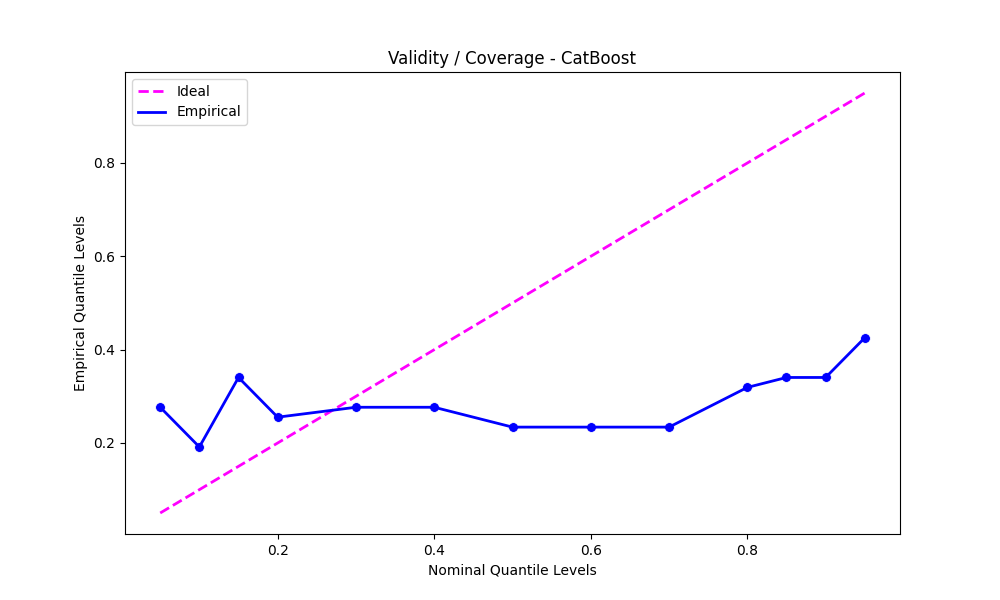 Validity / Coverage - CatBoost
Ideal
Empirical
0.8
0.6
0.4
0.2
Empirical Quantile Levels
0.2 0.4 0.6 0.8
Nominal Quantile Levels